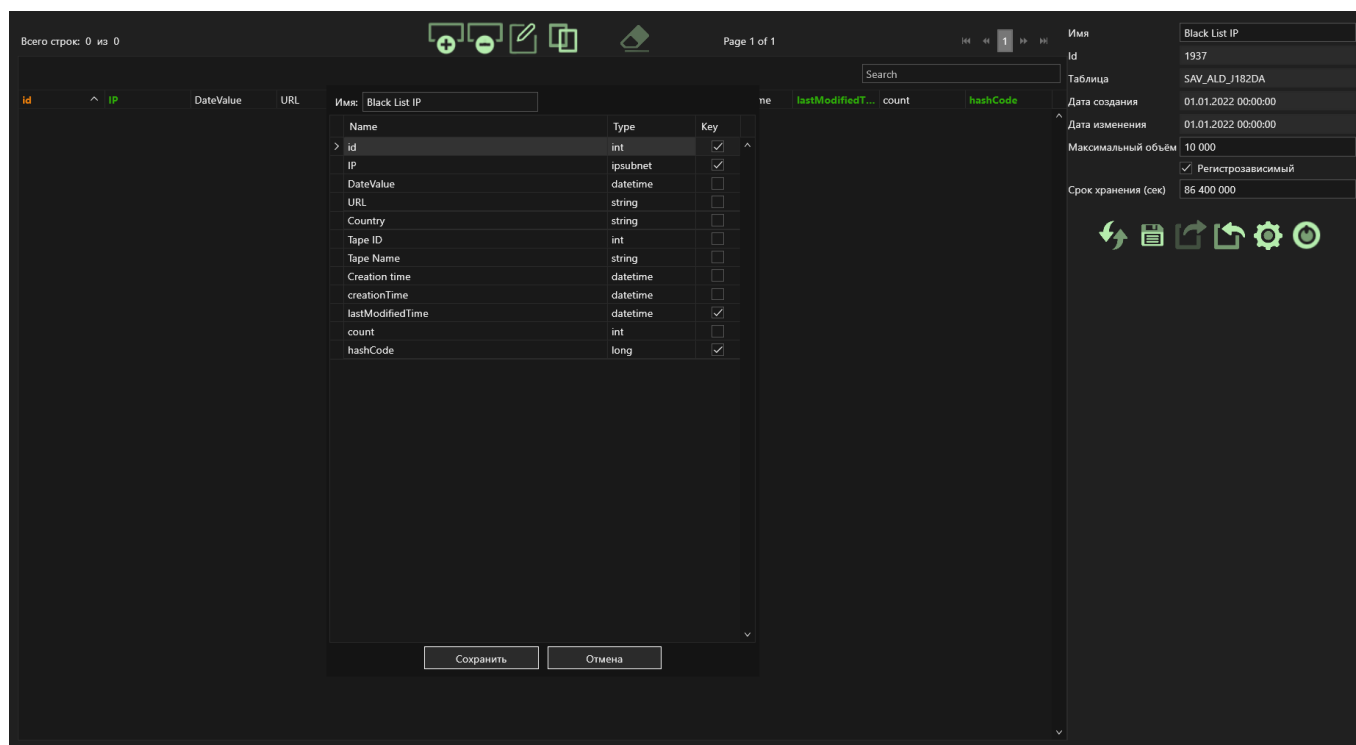 Всего строк: 0 из 0
Page 1 of 1
1
Search
id IP DateValue URL me lastModifiedT... count hashCode
Имя: Black List IP
Name Type Key
id int
IP ipsubnet
DateValue datetime
URL string
Country string
Tape ID int
Tape Name string
Creation time datetime
creationTime datetime
lastModifiedTime datetime
count int
hashCode long
Сохранить Отмена
Имя Black List IP
Id 1937
Таблица SAV_ALD_J182DA
Дата создания 01.01.2022 00:00:00
Дата изменения 01.01.2022 00:00:00
Максимальный объём 10 000
Регистрозависимый
Срок хранения (сек) 86 400 000